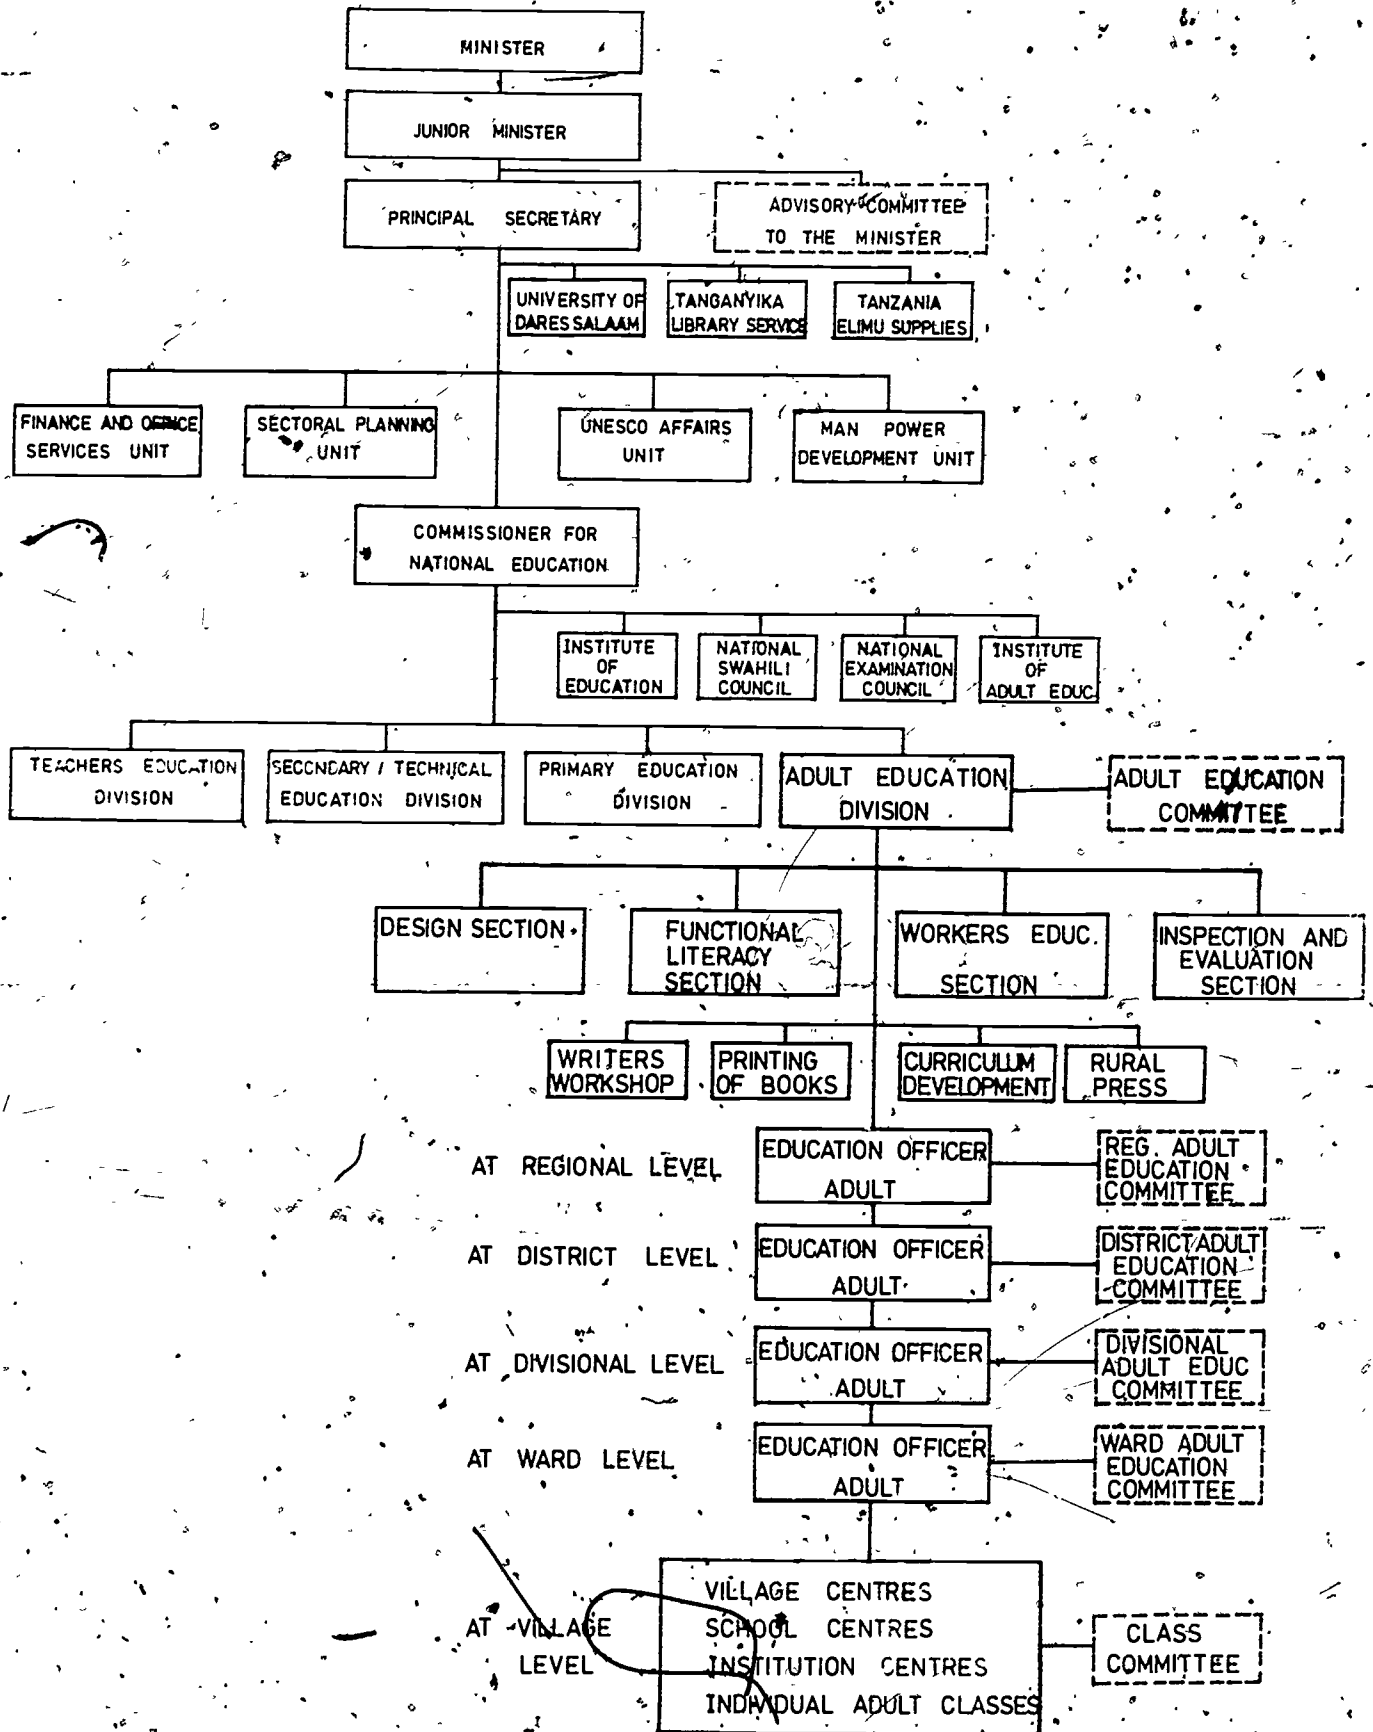 MINISTER
JUNIOR MINISTER
PRINCIPAL SECRETARY
ADVISORY COMMITTEE
TO THE MINISTER
UNIVERSITY OF
DARES SALAAM
TANGANYIKA
LIBRARY SERVICE
TANZANIA
ELIMU SUPPLIES
FINANCE AND OFFICE
SERVICES UNIT
SECTORAL PLANNING
UNIT
UNESCO AFFAIRS
UNIT
MAN POWER
DEVELOPMENT UNIT
COMMISSIONER FOR
NATIONAL EDUCATION
INSTITUTE
OF
EDUCATION
NATIONAL
SWAHILI
COUNCIL
NATIONAL
EXAMINATION
COUNCIL
INSTITUTE
OF
ADULT EDUC.
TEACHERS EDUCATION
DIVISION
SECONDARY / TECHNICAL
EDUCATION DIVISION
PRIMARY EDUCATION
DIVISION
ADULT EDUCATION
DIVISION
ADULT EDUCATION
COMMITTEE
DESIGN SECTION
FUNCTIONAL
LITERACY
SECTION
WORKERS EDUC.
SECTION
INSPECTION AND
EVALUATION
SECTION
WRITERS
WORKSHOP
PRINTING
OF BOOKS
CURRICULUM
DEVELOPMENT
RURAL
PRESS
AT REGIONAL LEVEL
EDUCATION OFFICER
ADULT
REG. ADULT
EDUCATION
COMMITTEE
AT DISTRICT LEVEL
EDUCATION OFFICER
ADULT
DISTRICT ADULT
EDUCATION
COMMITTEE
AT DIVISIONAL LEVEL
EDUCATION OFFICER
ADULT
DIVISIONAL
ADULT EDUC
COMMITTEE
AT WARD LEVEL
EDUCATION OFFICER
ADULT
WARD ADULT
EDUCATION
COMMITTEE
AT VILLAGE
LEVEL
VILLAGE CENTRES
SCHOOL CENTRES
INSTITUTION CENTRES
INDIVIDUAL ADULT CLASSES
CLASS
COMMITTEE